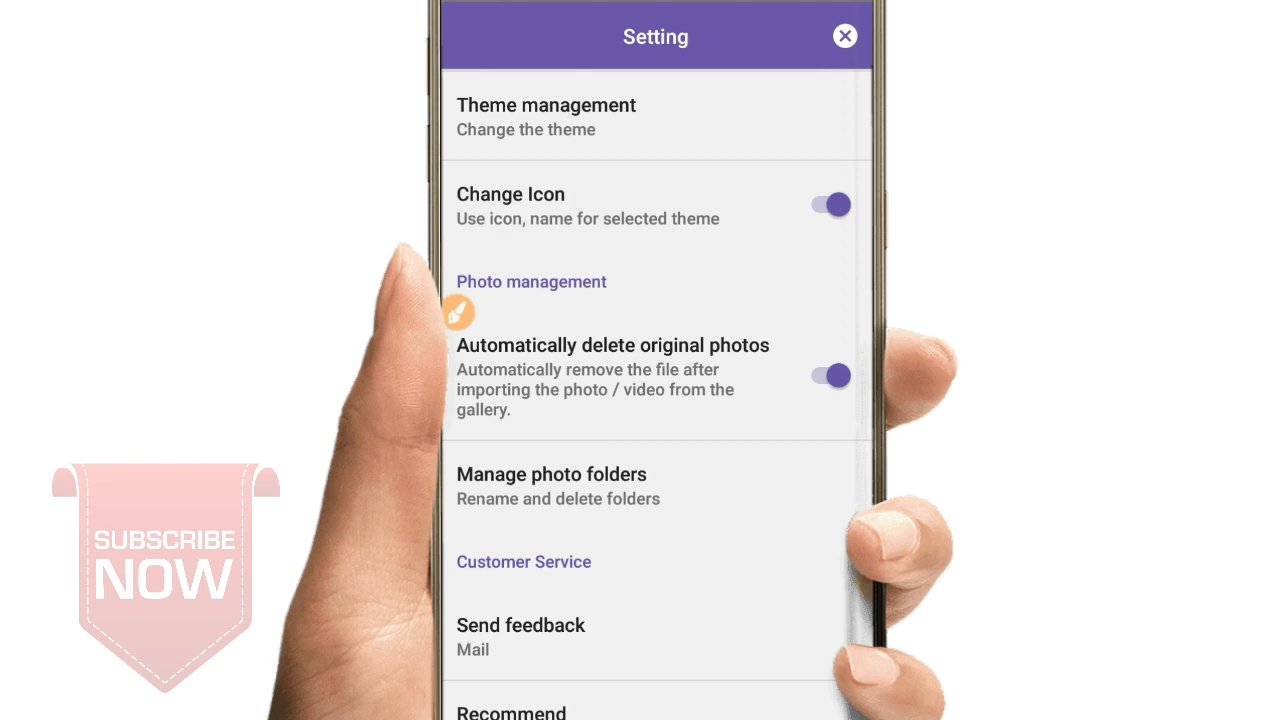 Setting
Theme management
Change the theme
Change Icon
Use icon, name for selected theme
Photo management
Automatically delete original photos
Automatically remove the file after
importing the photo / video from the
gallery.
Manage photo folders
Rename and delete folders
Customer Service
Send feedback
Mail
Recommend
SUBSCRIBE
NOW